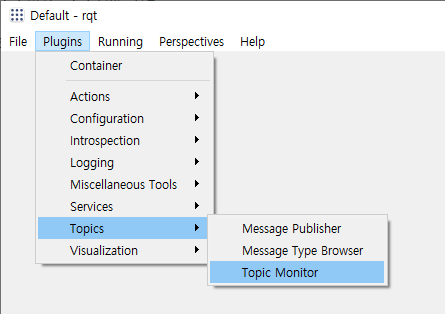 Default - rqt
File Plugins Running Perspectives Help
Container
Actions
Configuration
Introspection
Logging
Miscellaneous Tools
Services
Topics
Visualization
Message Publisher
Message Type Browser
Topic Monitor